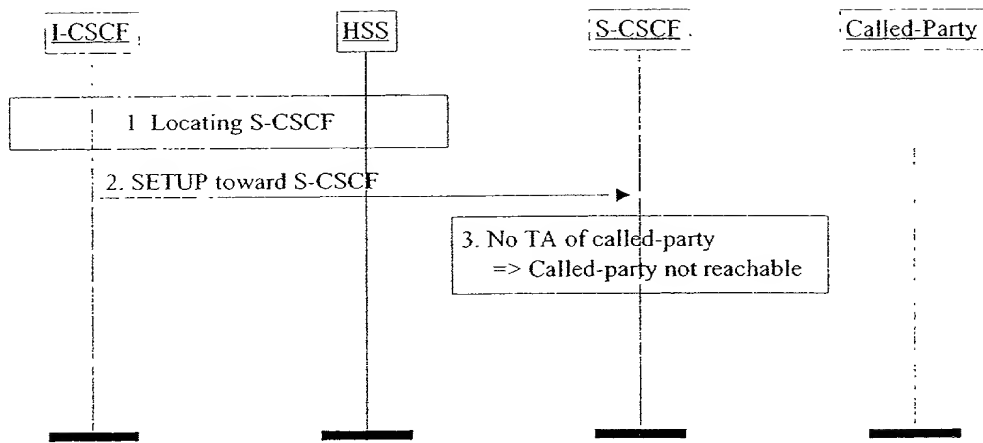 I-CSCF
HSS
S-CSCF
Called-Party
1 Locating S-CSCF
2. SETUP toward S-CSCF
3. No TA of called-party
=> Called-party not reachable